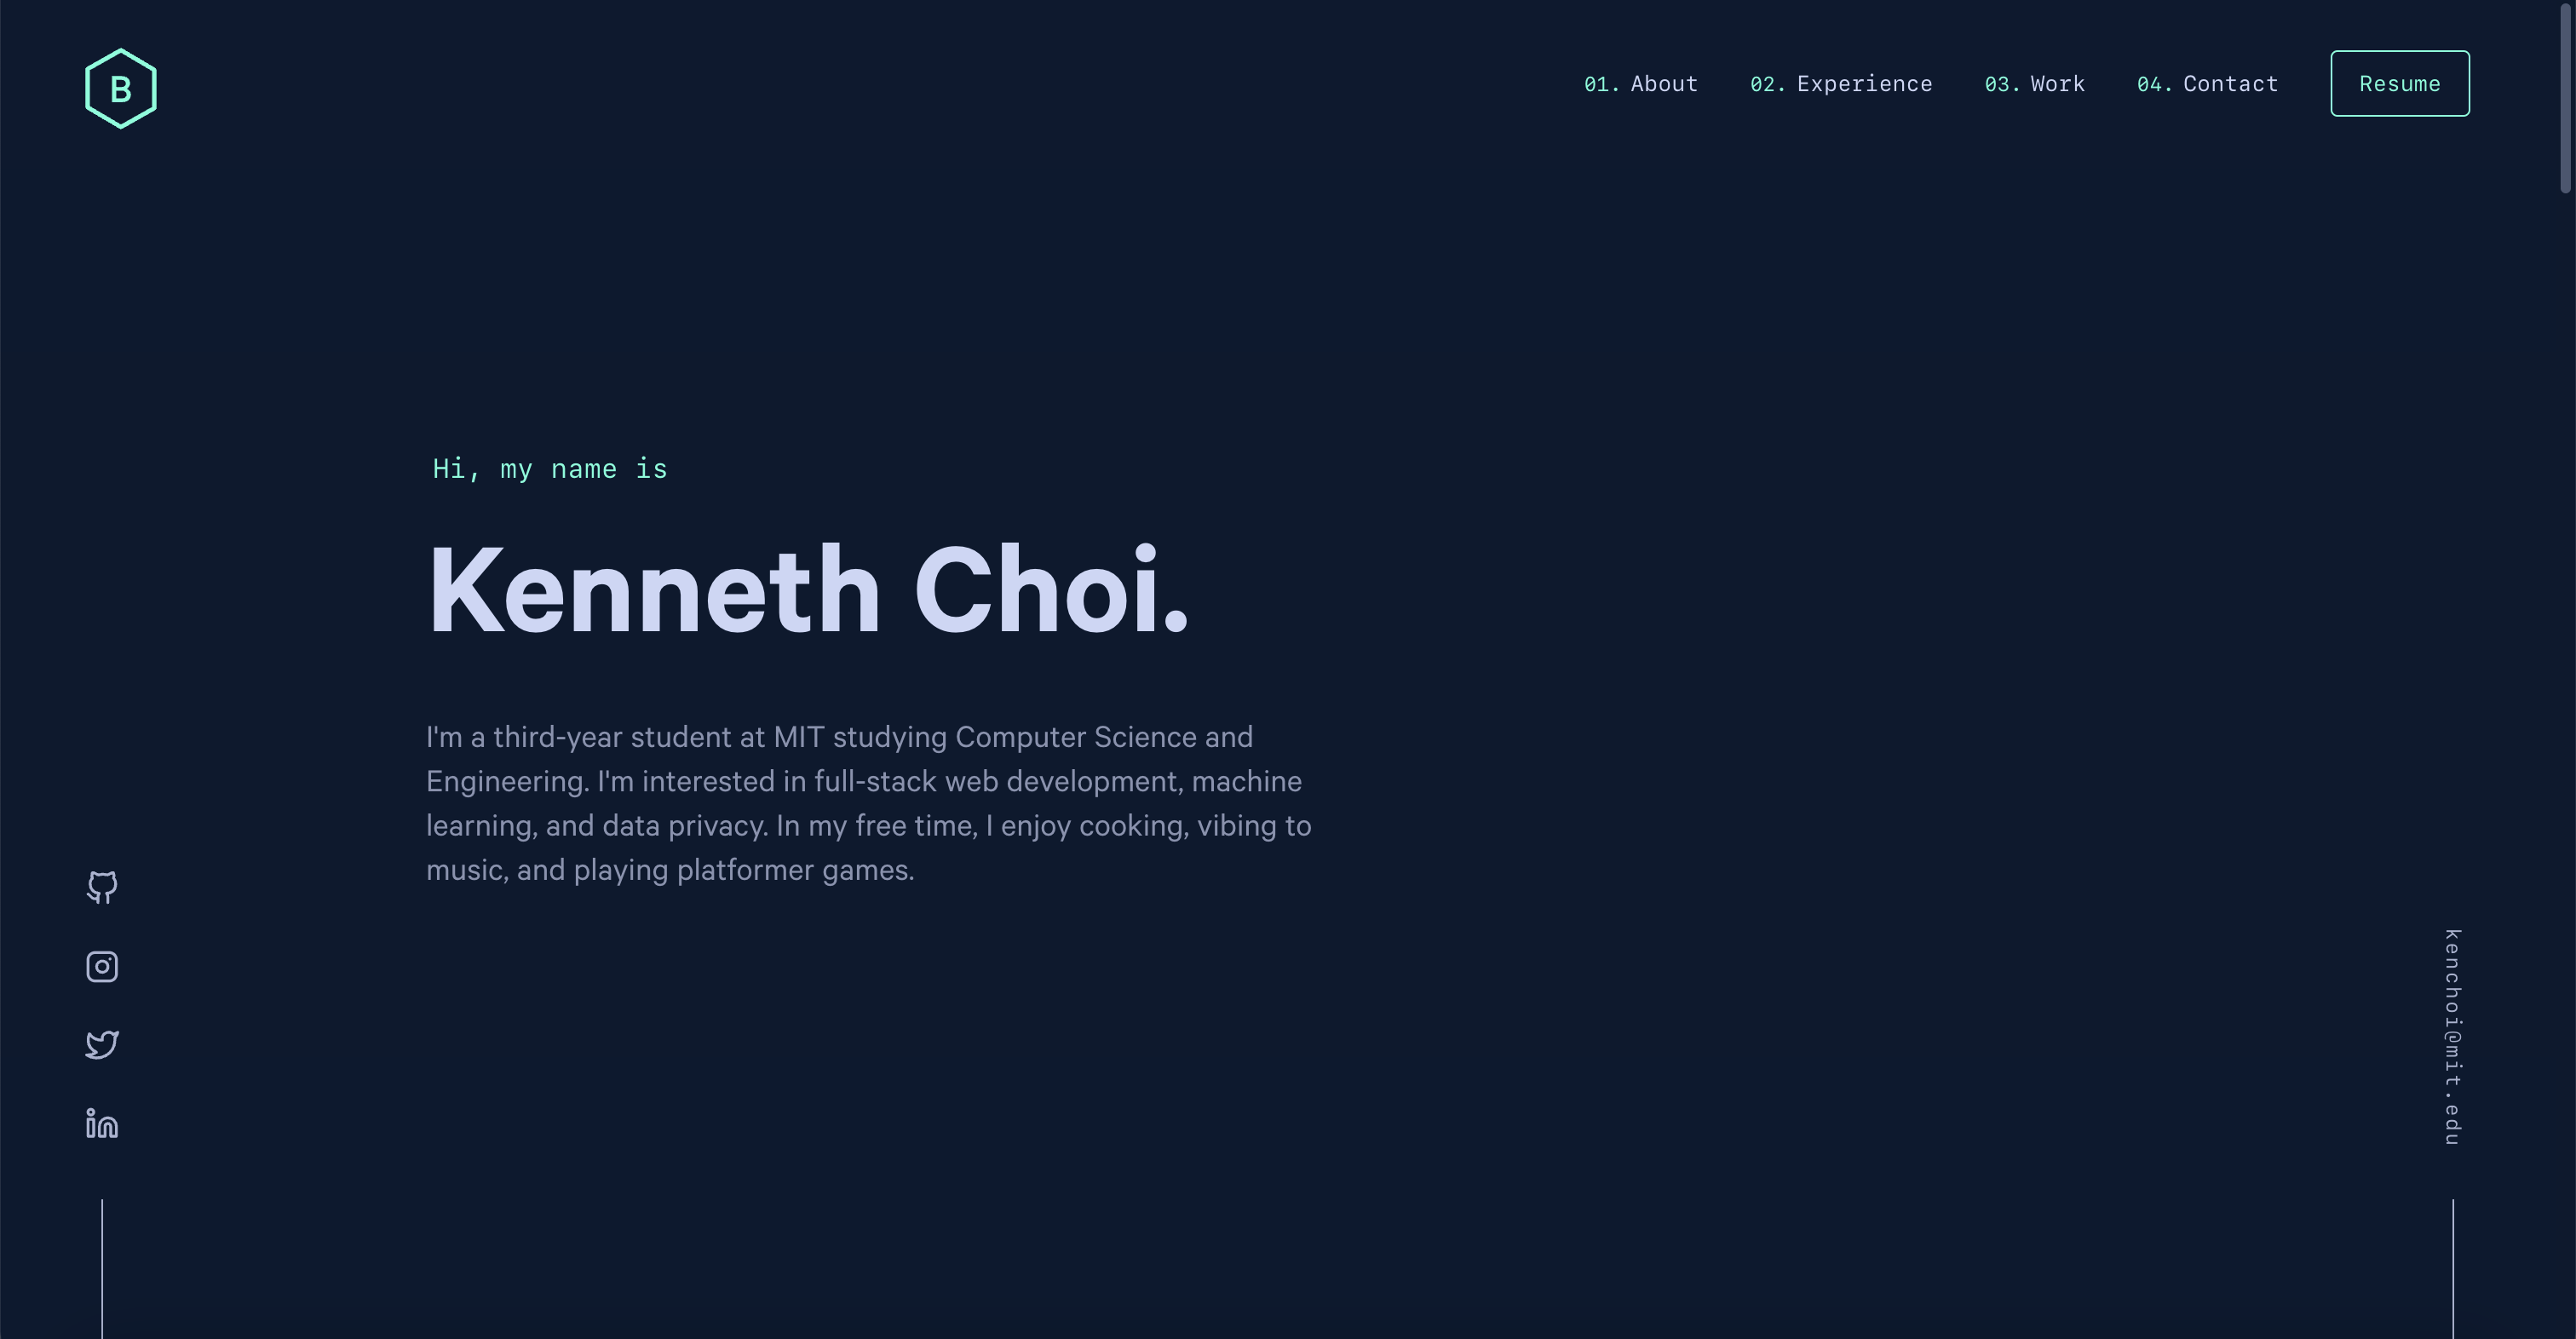 B
01. About 02. Experience 03. Work 04. Contact Resume
Hi, my name is
Kenneth Choi.
I'm a third-year student at MIT studying Computer Science and
Engineering. I'm interested in full-stack web development, machine
learning, and data privacy. In my free time, I enjoy cooking, vibing to
music, and playing platformer games.
in
kenchoi@mit.edu